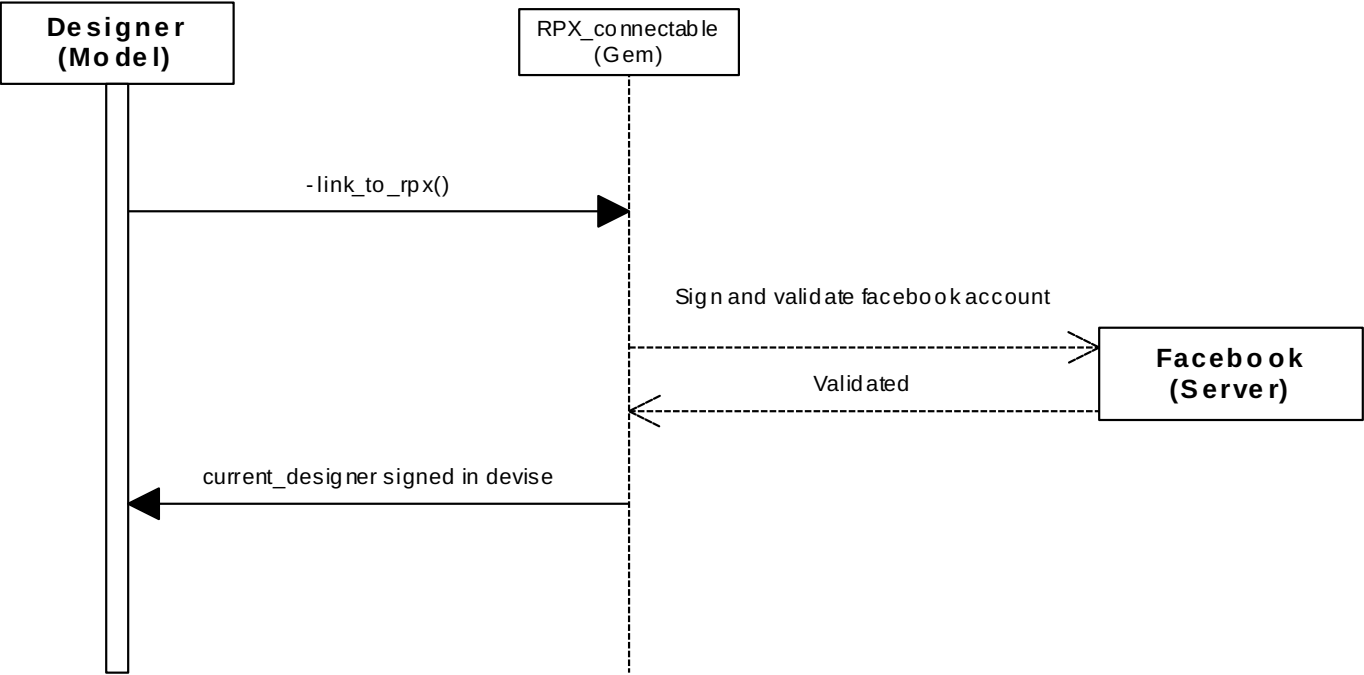 Designer
(Model)
RPX_connectable
(Gem)
-link_to_rpx()
Sign and validate facebook account
Facebook
(Server)
Validated
current_designer signed in devise